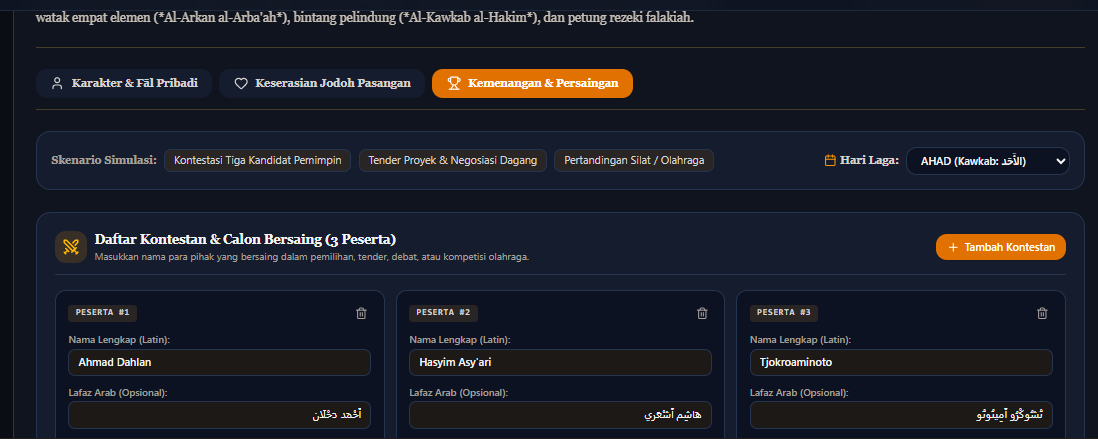 watak empat elemen (*Al-Arkan al-Arba'ah*), bintang pelindung (*Al-Kawkab al-Hakim*), dan petung rezeki falakiah.
Karakter & Fāl Pribadi
Keserasian Jodoh Pasangan
Kemenangan & Persaingan
Skenario Simulasi:
Kontestasi Tiga Kandidat Pemimpin
Tender Proyek & Negosiasi Dagang
Pertandingan Silat / Olahraga
Hari Laga:
AHAD (Kawkab: الأَحَد)
Daftar Kontestan & Calon Bersaing (3 Peserta)
Masukkan nama para pihak yang bersaing dalam pemilihan, tender, debat, atau kompetisi olahraga.
+ Tambah Kontestan
PESERTA #1
Nama Lengkap (Latin):
Ahmad Dahlan
Lafaz Arab (Opsional):
أَحْمَد دَحْلَان
PESERTA #2
Nama Lengkap (Latin):
Hasyim Asy'ari
Lafaz Arab (Opsional):
هَاشِم أَشْعَرِي
PESERTA #3
Nama Lengkap (Latin):
Tjokroaminoto
Lafaz Arab (Opsional):